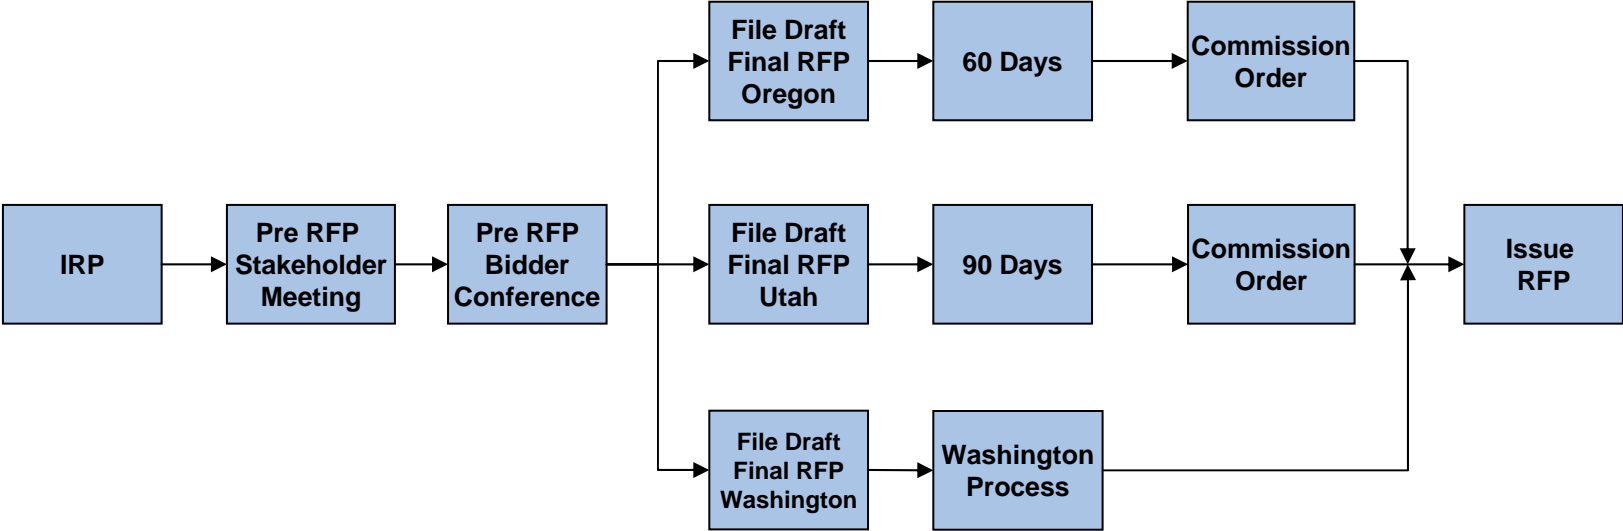 File Draft
Final RFP
Oregon
60 Days
Commission
Order
IRP
Pre RFP
Stakeholder
Meeting
Pre RFP
Bidder
Conference
File Draft
Final RFP
Utah
90 Days
Commission
Order
Issue
RFP
File Draft
Final RFP
Washington
Washington
Process